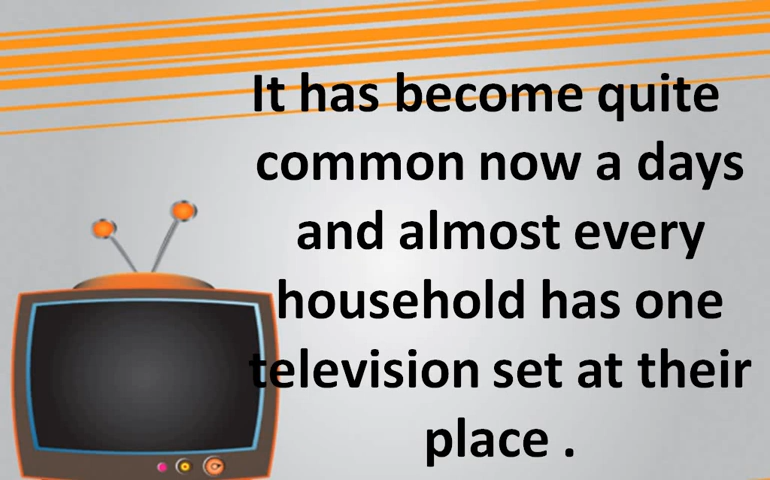 It has become quite
common now a days
and almost every
household has one
television set at their
place .